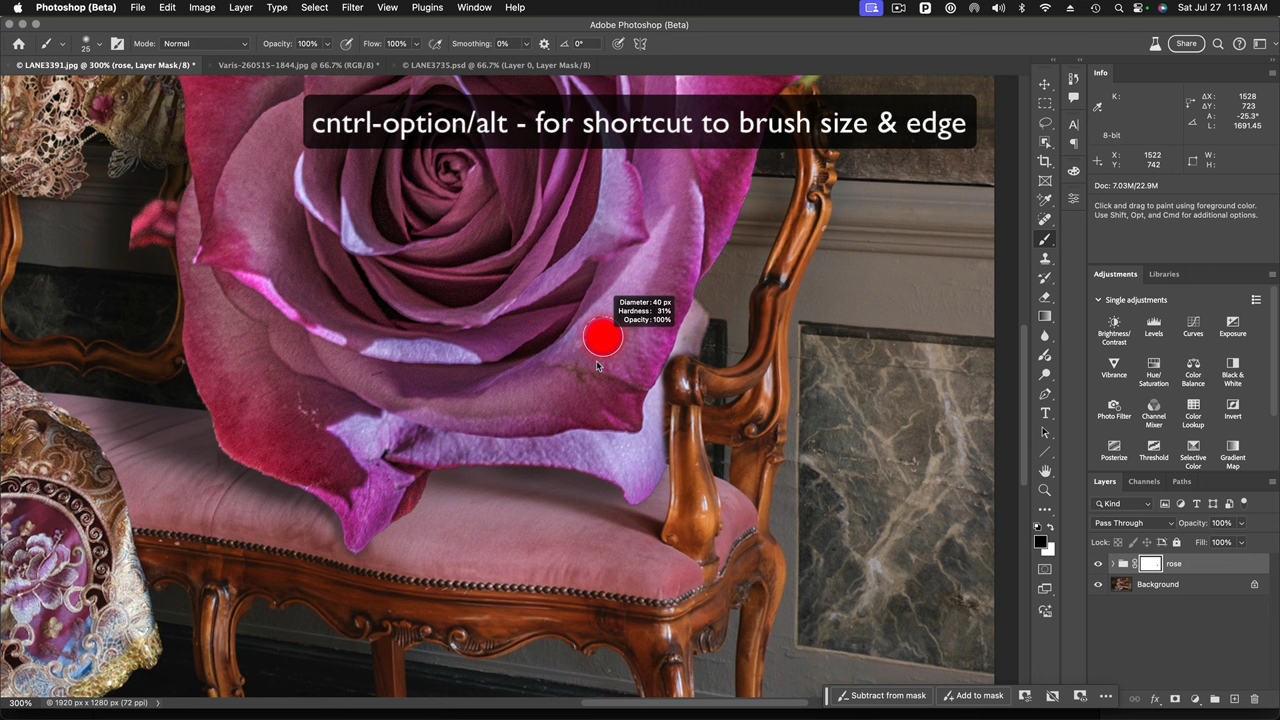 Photoshop (Beta) File Edit Image Layer Type Select Filter View Plugins Window Help Sat Jul 27 11:18 AM
Adobe Photoshop (Beta)
25 Mode: Normal Opacity: 100% Flow: 100% Smoothing: 0% 0° Share
© LANE3391.jpg @ 300% (rose, Layer Mask/8) * Varis-260515-1844.jpg @ 66.7% (RGB/8) * © LANE3735.psd @ 66.7% (Layer 0, Layer Mask/8)
cntrl-option/alt - for shortcut to brush size & edge
Diameter: 40 px
Hardness: 31%
Opacity: 100%
Info
K: ΔX: 1528
ΔY: 723
A: -25.3°
L: 1691.45
8-bit
X: 1522 W:
Y: 742 H:
Doc: 7.03M/22.9M
Click and drag to paint using foreground color.
Use Shift, Opt, and Cmd for additional options.
Adjustments Libraries
Single adjustments
Brightness/ Levels Curves Exposure
Contrast
Vibrance Hue/ Color Black &
Saturation Balance White
Photo Filter Channel Color Invert
Mixer Lookup
Posterize Threshold Selective Gradient
Color Map
Layers Channels Paths
Kind
Pass Through Opacity: 100%
Lock: Fill: 100%
rose
Background
Subtract from mask Add to mask
300% 1920 px x 1280 px (72 ppi)
fx